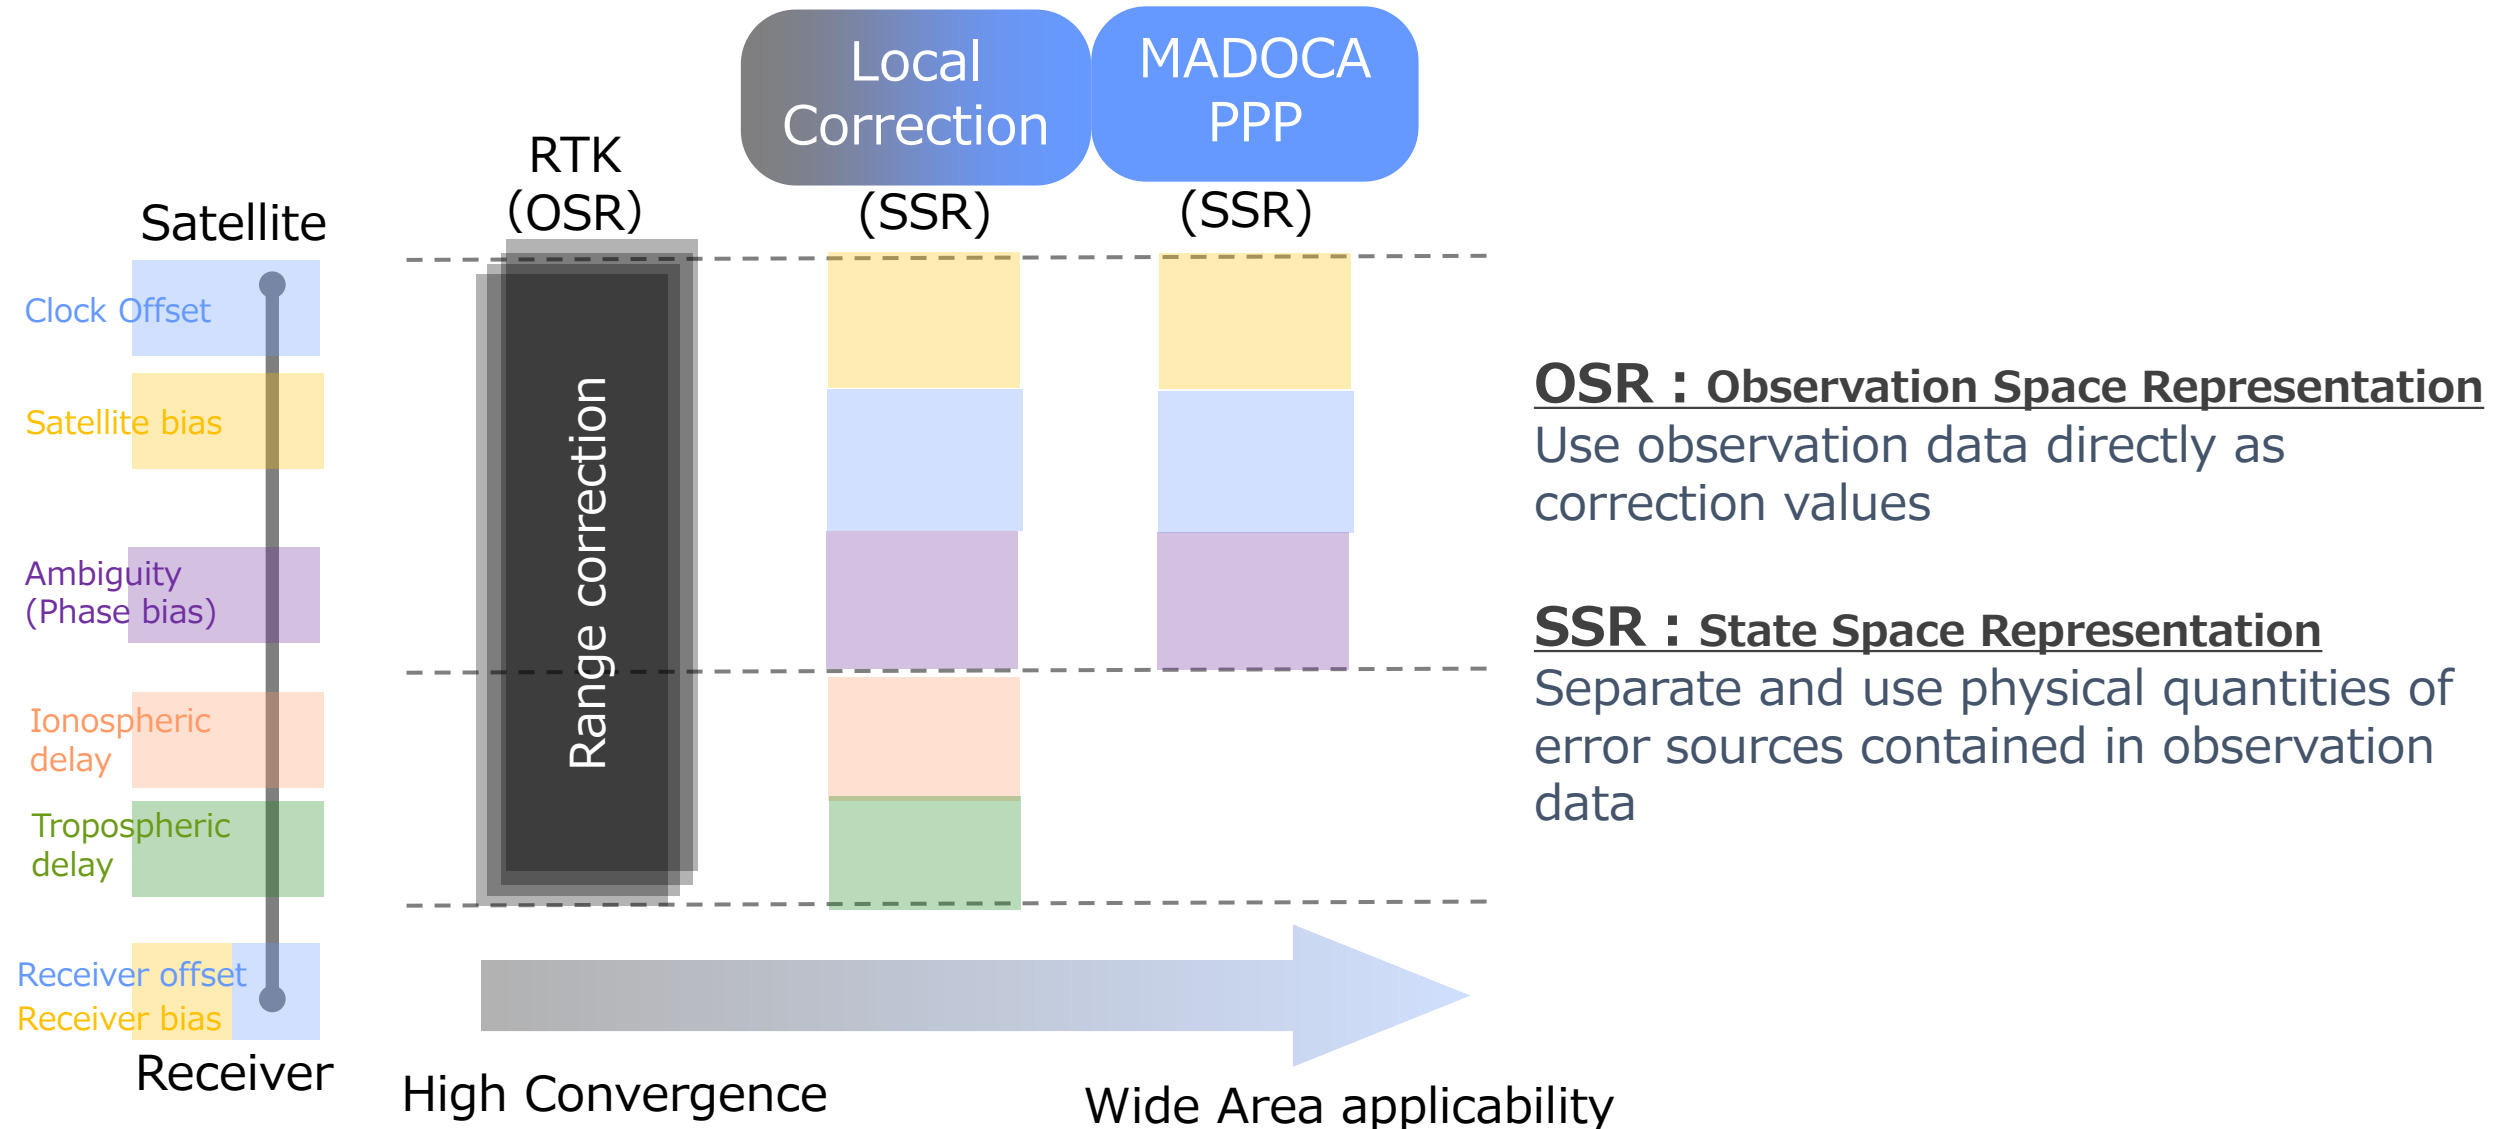 Local
Correction
MADOCA
PPP
RTK
(OSR)
(SSR)
(SSR)
Satellite
Clock Offset
Satellite bias
Ambiguity
(Phase bias)
Ionospheric
delay
Tropospheric
delay
Receiver offset
Receiver bias
Receiver
Range correction
High Convergence
Wide Area applicability
OSR : Observation Space Representation
Use observation data directly as
correction values
SSR : State Space Representation
Separate and use physical quantities of
error sources contained in observation
data